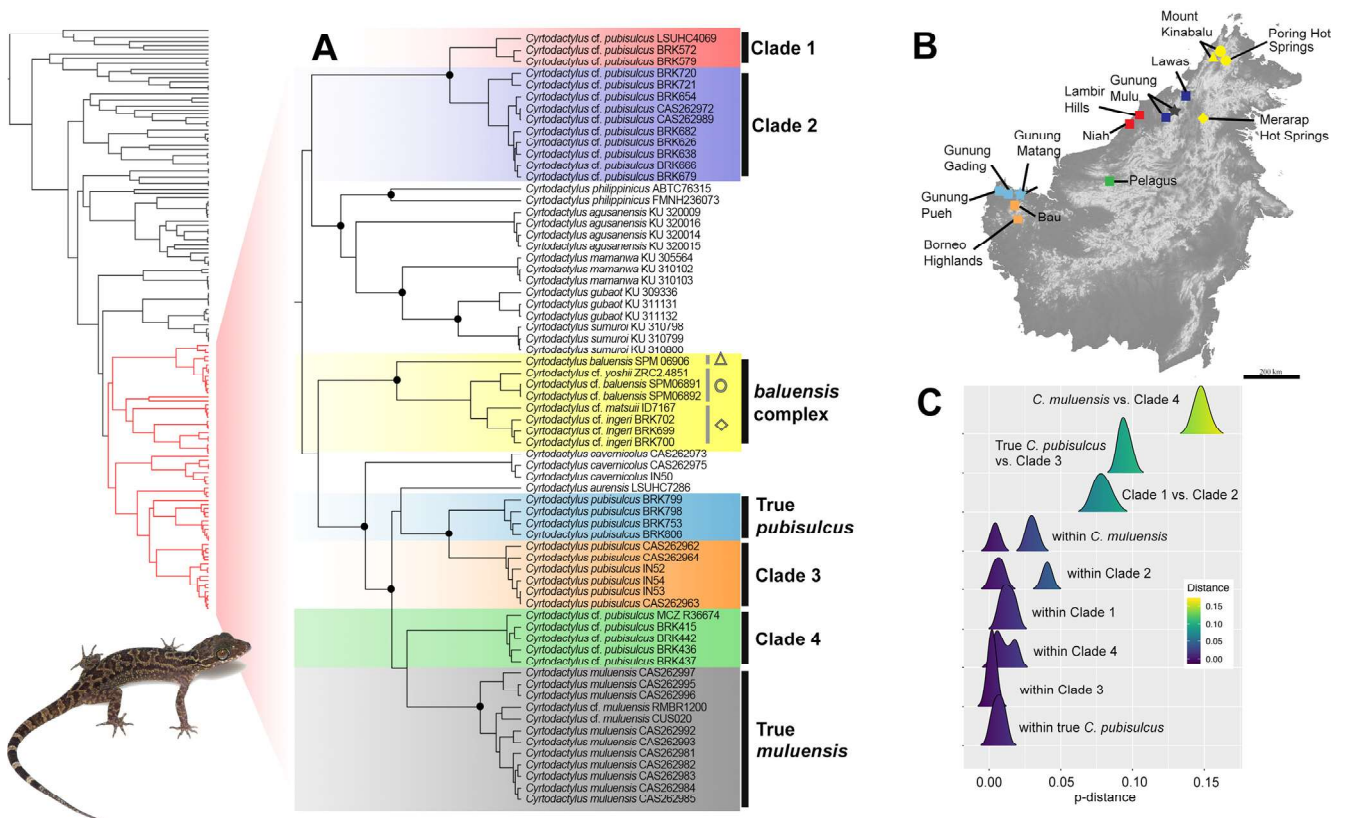 A
Cyrtodactylus cf. pubisulcus LSUHC4069
Cyrtodactylus cf. pubisulcus BRK572
Cyrtodactylus cf. pubisulcus BRK579
Clade 1
Cyrtodactylus cf. pubisulcus BRK720
Cyrtodactylus cf. pubisulcus BRK721
Cyrtodactylus cf. pubisulcus BRK654
Cyrtodactylus cf. pubisulcus CAS262972
Cyrtodactylus cf. pubisulcus CAS262989
Cyrtodactylus cf. pubisulcus BRK682
Cyrtodactylus cf. pubisulcus BRK626
Cyrtodactylus cf. pubisulcus BRK638
Cyrtodactylus cf. pubisulcus BRK666
Cyrtodactylus cf. pubisulcus BRK679
Clade 2
Cyrtodactylus philippinicus ABTC76315
Cyrtodactylus philippinicus FMNH236073
Cyrtodactylus agusanensis KU 320009
Cyrtodactylus agusanensis KU 320016
Cyrtodactylus agusanensis KU 320014
Cyrtodactylus agusanensis KU 320015
Cyrtodactylus mamanwa KU 305564
Cyrtodactylus mamanwa KU 310102
Cyrtodactylus mamanwa KU 310103
Cyrtodactylus gubaot KU 309336
Cyrtodactylus gubaot KU 311131
Cyrtodactylus gubaot KU 311132
Cyrtodactylus sumuroi KU 310798
Cyrtodactylus sumuroi KU 310799
Cyrtodactylus sumuroi KU 310800
Cyrtodactylus baluensis SPM 06906
Cyrtodactylus cf. yoshii ZRC2.4851
Cyrtodactylus cf. baluensis SPM06891
Cyrtodactylus cf. baluensis SPM06892
Cyrtodactylus cf. matsuii ID7167
Cyrtodactylus cf. ingeri BRK702
Cyrtodactylus cf. ingeri BRK699
Cyrtodactylus cf. ingeri BRK700
baluensis
complex
Cyrtodactylus cavernicolus CAS262973
Cyrtodactylus cavernicolus CAS262975
Cyrtodactylus cavernicolus IN50
Cyrtodactylus aurensis LSUHC7286
Cyrtodactylus pubisulcus BRK799
Cyrtodactylus pubisulcus BRK798
Cyrtodactylus pubisulcus BRK753
Cyrtodactylus pubisulcus BRK806
True
pubisulcus
Cyrtodactylus pubisulcus CAS262962
Cyrtodactylus pubisulcus CAS262964
Cyrtodactylus pubisulcus IN52
Cyrtodactylus pubisulcus IN54
Cyrtodactylus pubisulcus IN53
Cyrtodactylus pubisulcus CAS262963
Clade 3
Cyrtodactylus cf. pubisulcus MCZ R36674
Cyrtodactylus cf. pubisulcus BRK415
Cyrtodactylus cf. pubisulcus BRK442
Cyrtodactylus cf. pubisulcus BRK436
Cyrtodactylus cf. pubisulcus BRK437
Clade 4
Cyrtodactylus muluensis CAS262997
Cyrtodactylus muluensis CAS262995
Cyrtodactylus muluensis CAS262996
Cyrtodactylus cf. muluensis RMBR1200
Cyrtodactylus cf. muluensis CUS020
Cyrtodactylus muluensis CAS262992
Cyrtodactylus muluensis CAS262993
Cyrtodactylus muluensis CAS262981
Cyrtodactylus muluensis CAS262982
Cyrtodactylus muluensis CAS262983
Cyrtodactylus muluensis CAS262984
Cyrtodactylus muluensis CAS262985
True
muluensis
B
Mount
Kinabalu
Poring Hot
Springs
Lawas
Gunung
Mulu
Lambir
Hills
Niah
Merarap
Hot Springs
Gunung
Matang
Gunung
Gading
Pelagus
Gunung
Pueh
Bau
Borneo
Highlands
200 km
C
C. muluensis vs. Clade 4
True C. pubisulcus
vs. Clade 3
Clade 1 vs. Clade 2
within C. muluensis
within Clade 2
within Clade 1
within Clade 4
within Clade 3
within true C. pubisulcus
Distance
0.15
0.10
0.05
0.00
0.00 0.05 0.10 0.15
p-distance